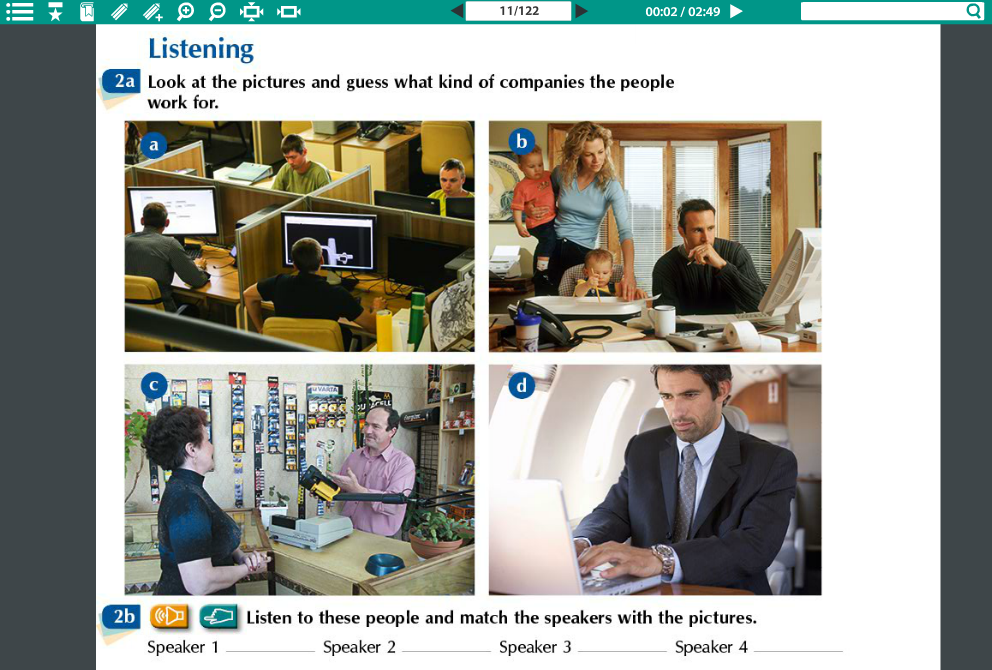 11/122
00:02 / 02:49
Listening
2a Look at the pictures and guess what kind of companies the people
work for.
a
b
VARTA
DURACELL
c
d
2b Listen to these people and match the speakers with the pictures.
Speaker 1 Speaker 2 Speaker 3 Speaker 4